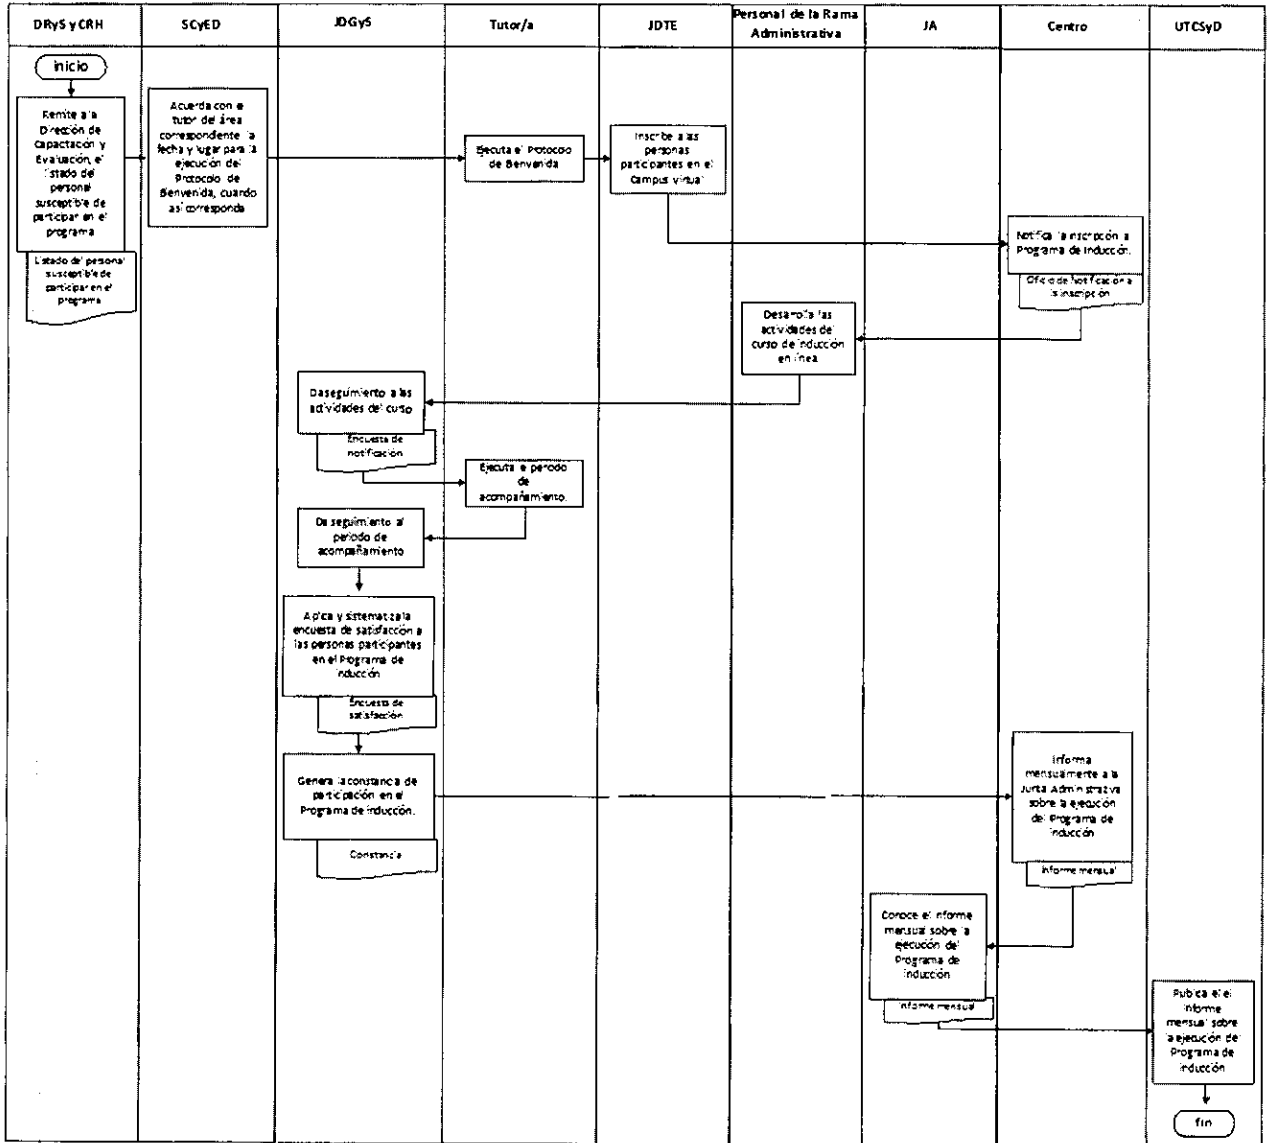 DRyS y CRH
SCyED
JDGyS
Tutor/a
JDTE
Personal de la Rama
Administrativa
JA
Centro
UTCSyD
inicio
Remite a la
Dirección de
Capactación y
Evaluación, el
listado del
personal
susceptible de
participar en el
programa
Listado del personal
susceptible de
participar en el
programa
Acuerda con el
tutor del área
correspondiente la
fecha y lugar para la
ejecución del
Protocolo de
Benvenida, cuando
así corresponda
Ejecuta el Protocolo
de Benvenida
Inscribe a las
personas
participantes en el
Campus virtual
Notifica la inscripción a
Programa de Inducción.
Oficio de Notificación a
la inscripción
Desarrolla las
actividades del
curso de inducción
en línea
Da seguimiento a las
actividades del curso
Encuesta de
notificación
Ejecuta e periodo
de
acompañamiento.
Da seguimiento al
periodo de
acompañamiento
Aplica y sistematiza la
encuesta de satisfacción a
las personas participantes
en el Programa de
inducción
Encuesta de
satisfacción
Genera la constancia de
participación en el
Programa de inducción.
Constancia
Informa
mensualmente a la
Junta Administrativa
sobre la ejecución
del Programa de
inducción
Informe mensual
Conoce el informe
mensual sobre la
ejecución del
Programa de
inducción
Informe mensual
Publica el el
informe
mensual sobre
la ejecución de
Programa de
inducción
fin